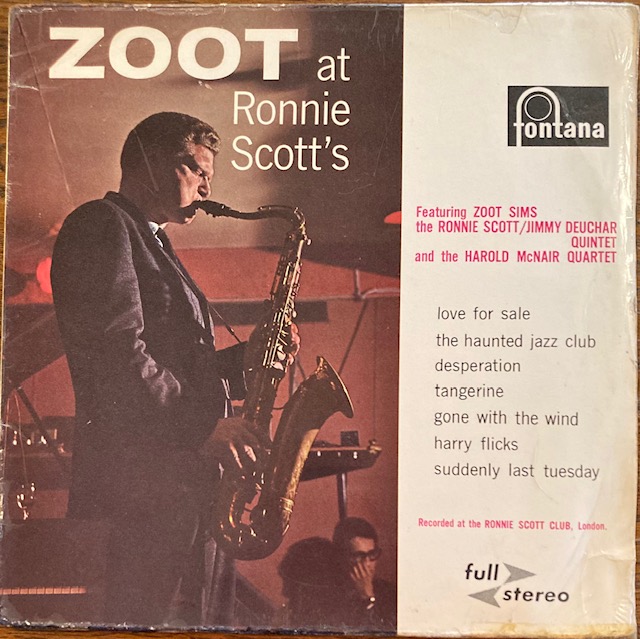 ZOOT at
Ronnie
Scott's
fontana
Featuring ZOOT SIMS
the RONNIE SCOTT/JIMMY DEUCHAR
QUINTET
and the HAROLD McNAIR QUARTET
love for sale
the haunted jazz club
desperation
tangerine
gone with the wind
harry flicks
suddenly last tuesday
Recorded at the RONNIE SCOTT CLUB, London.
full
stereo